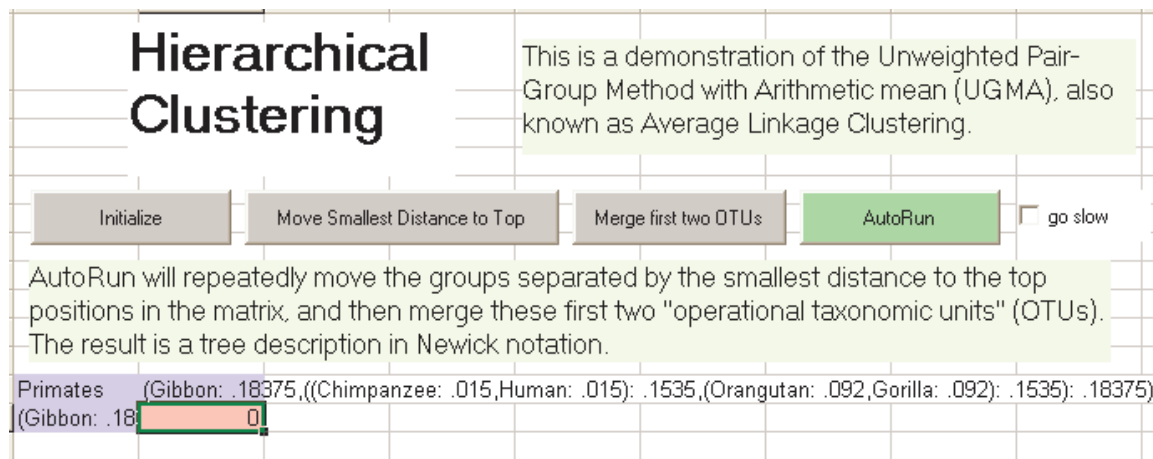 Hierarchical
Clustering
This is a demonstration of the Unweighted Pair-
Group Method with Arithmetic mean (UGMA), also
known as Average Linkage Clustering.
Initialize
Move Smallest Distance to Top
Merge first two OTUs
AutoRun
go slow
AutoRun will repeatedly move the groups separated by the smallest distance to the top
positions in the matrix, and then merge these first two "operational taxonomic units" (OTUs).
The result is a tree description in Newick notation.
Primates (Gibbon: .18375,((Chimpanzee: .015,Human: .015): .1535,(Orangutan: .092,Gorilla: .092): .1535): .18375)
(Gibbon: .18 0